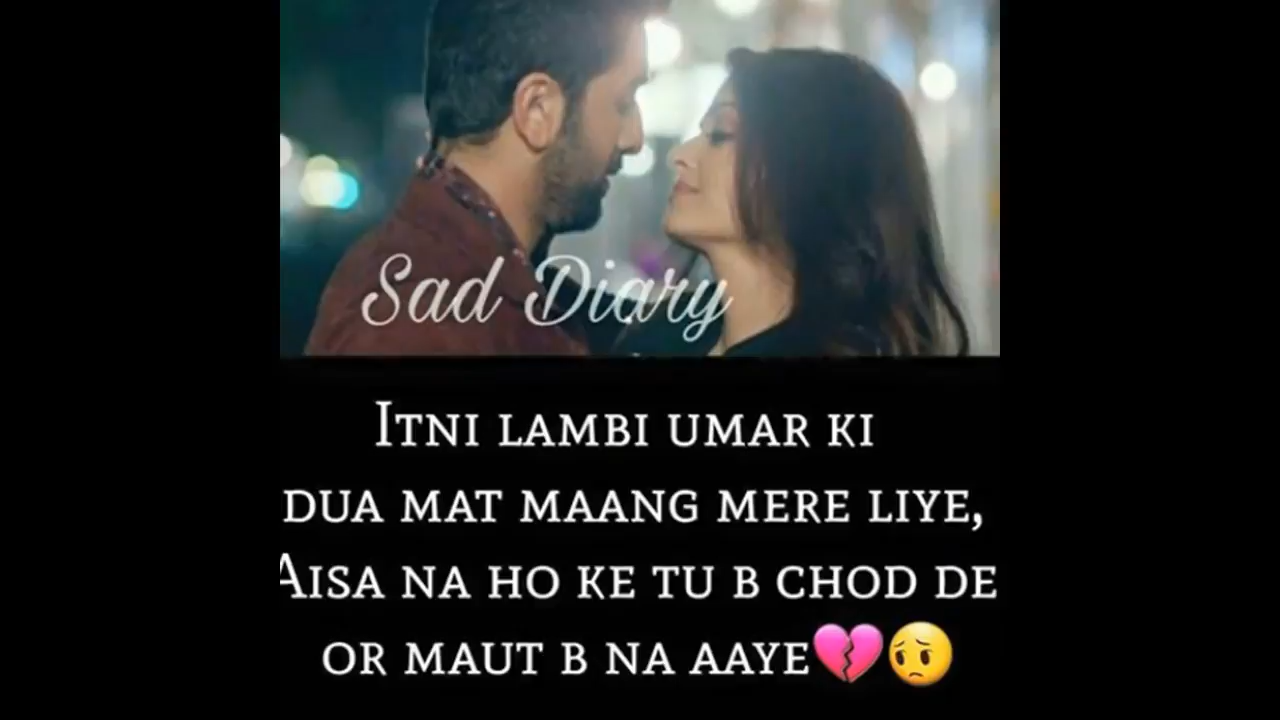 Sad Diary
Itni lambi umar ki
dua mat maang mere liye,
Aisa na ho ke tu b chod de
or maut b na aaye💔😔